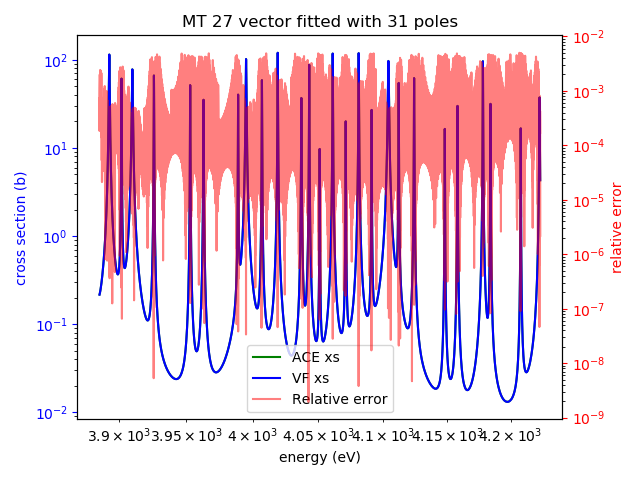 MT 27 vector fitted with 31 poles
10²
10¹
10⁰
10⁻¹
10⁻²
cross section (b)
10⁻²
10⁻³
10⁻⁴
10⁻⁵
10⁻⁶
10⁻⁷
10⁻⁸
10⁻⁹
relative error
ACE xs
VF xs
Relative error
3.9 × 10³ 3.95 × 10³ 4 × 10³ 4.05 × 10³ 4.1 × 10³ 4.15 × 10³ 4.2 × 10³
energy (eV)